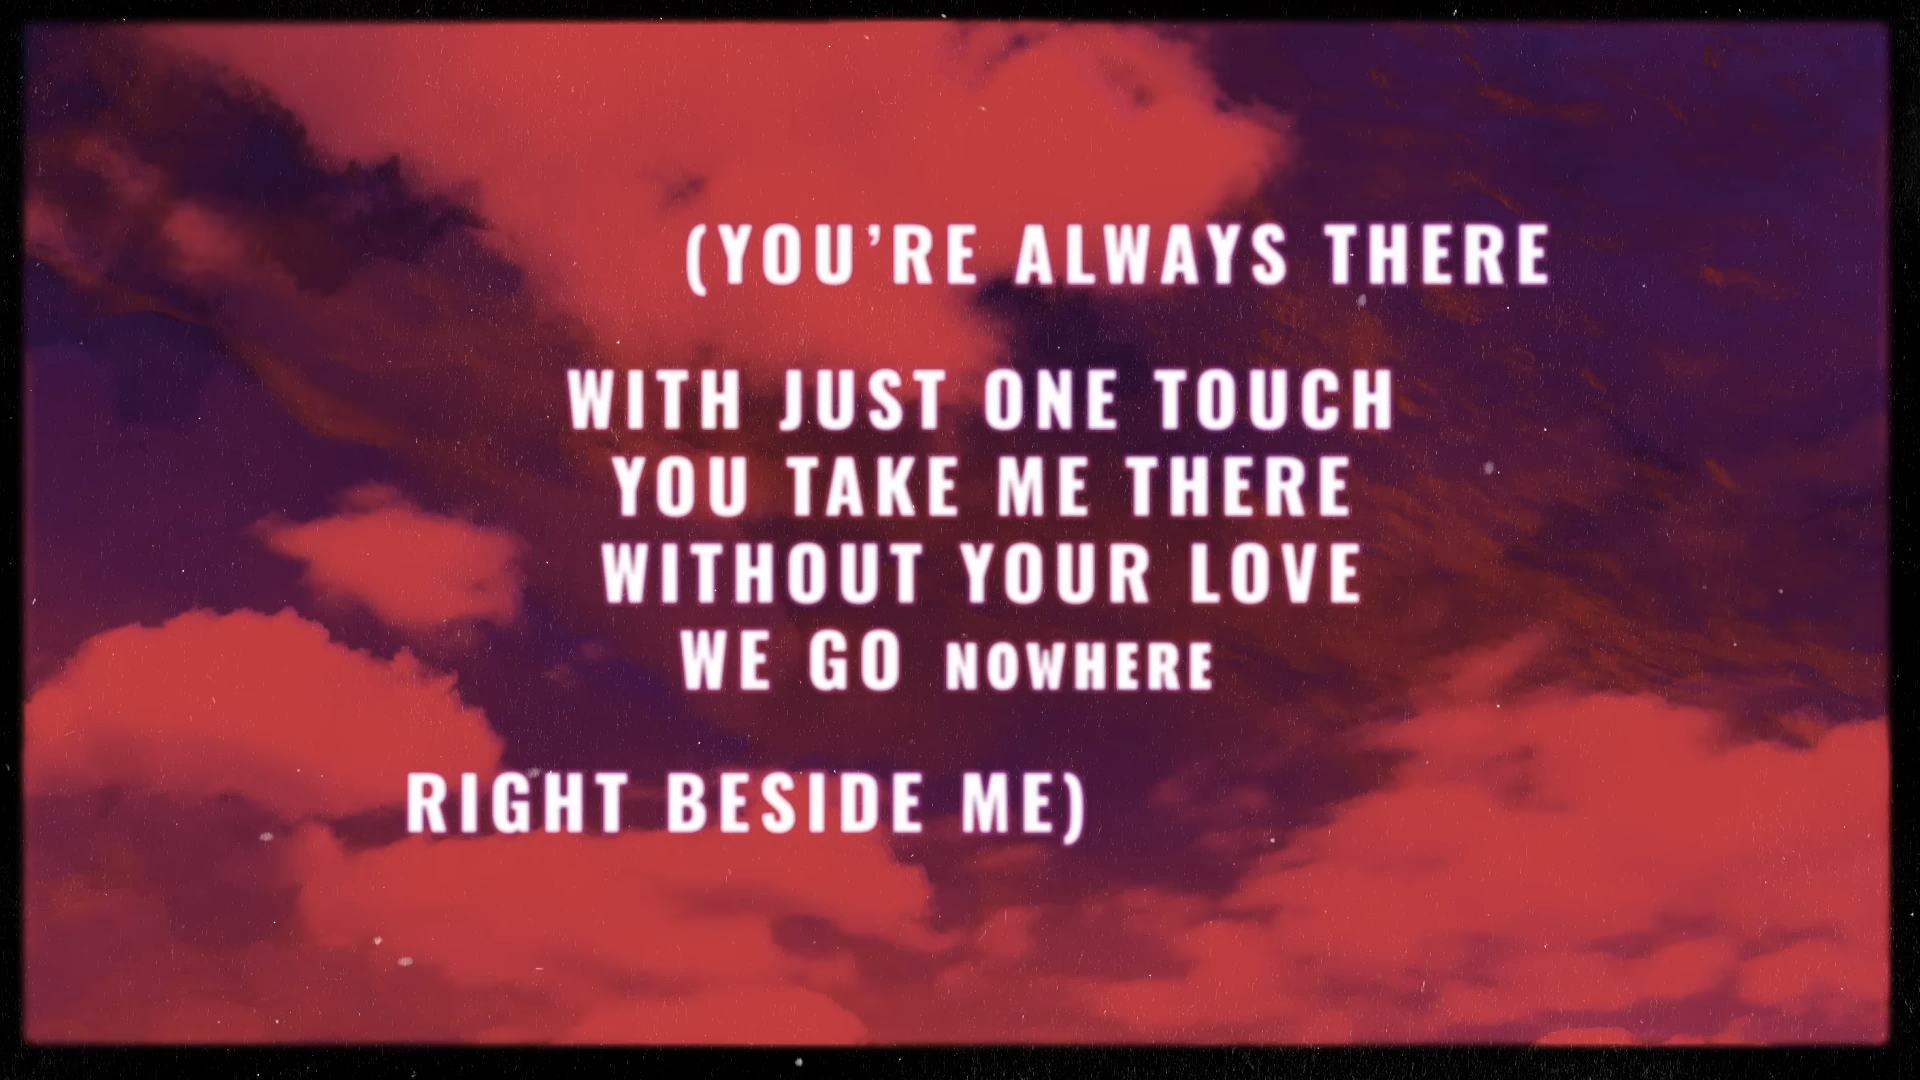 (YOU’RE ALWAYS THERE
WITH JUST ONE TOUCH
YOU TAKE ME THERE
WITHOUT YOUR LOVE
WE GO NOWHERE
RIGHT BESIDE ME)